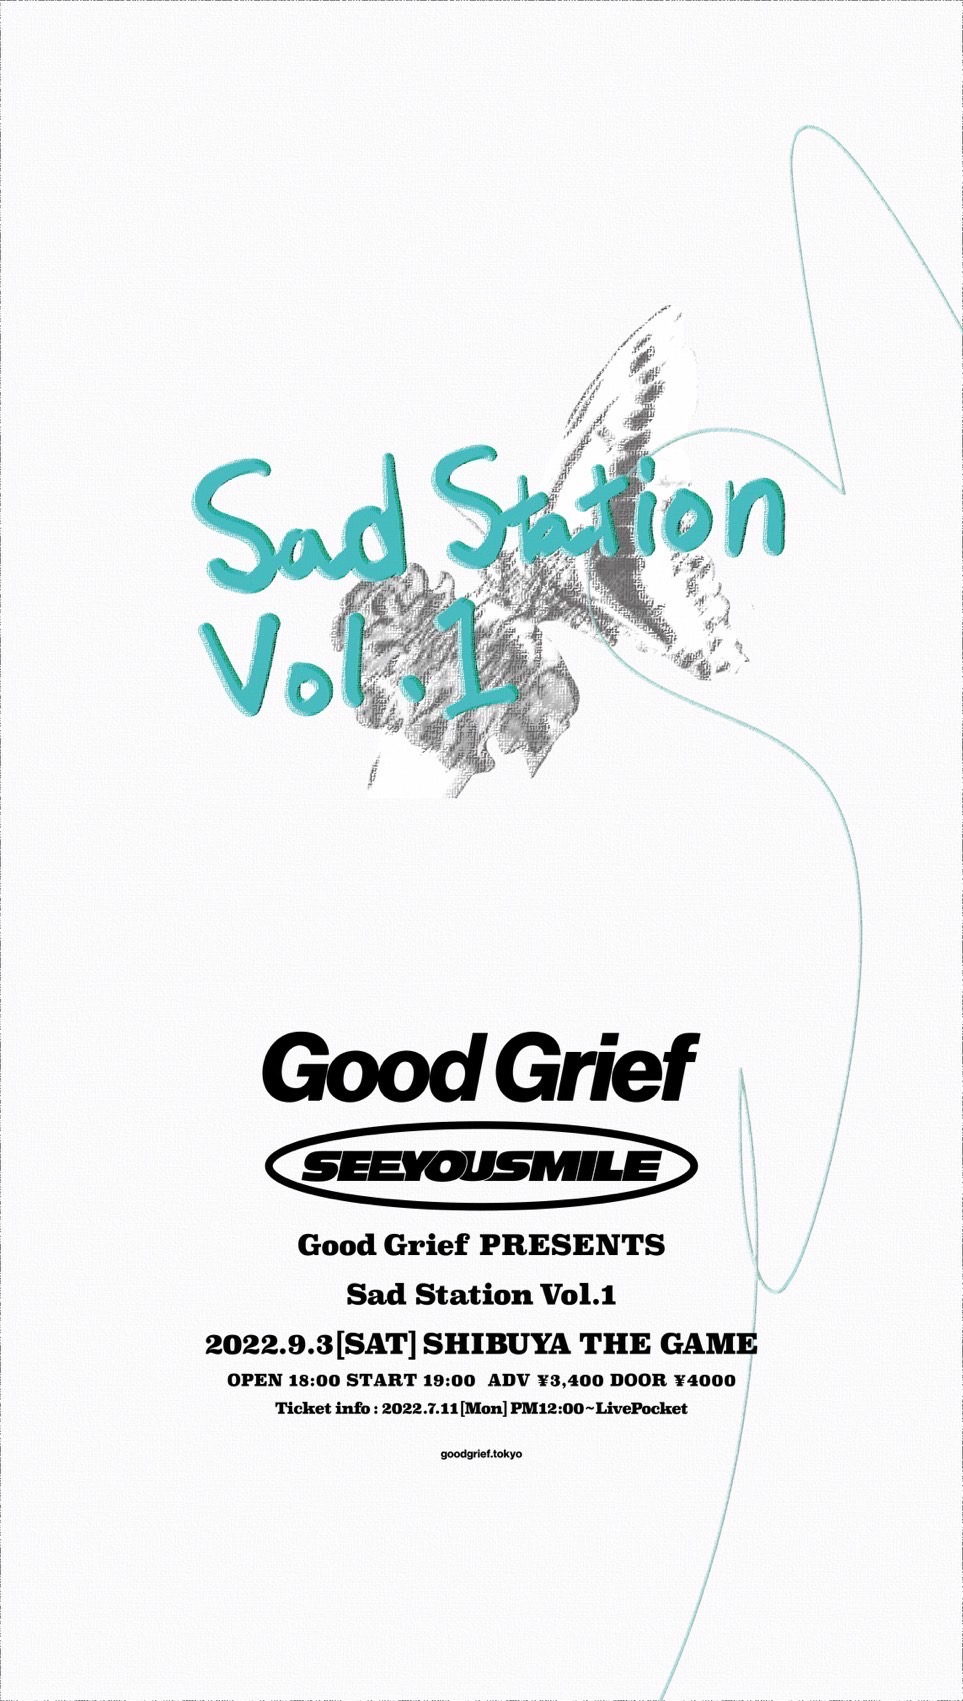 Sad Station
Vol.1
Good Grief
SEEYOUSMILE
Good Grief PRESENTS
Sad Station Vol.1
2022.9.3[SAT] SHIBUYA THE GAME
OPEN 18:00 START 19:00 ADV ¥3,400 DOOR ¥4000
Ticket info : 2022.7.11[Mon] PM12:00~LivePocket
goodgrief.tokyo